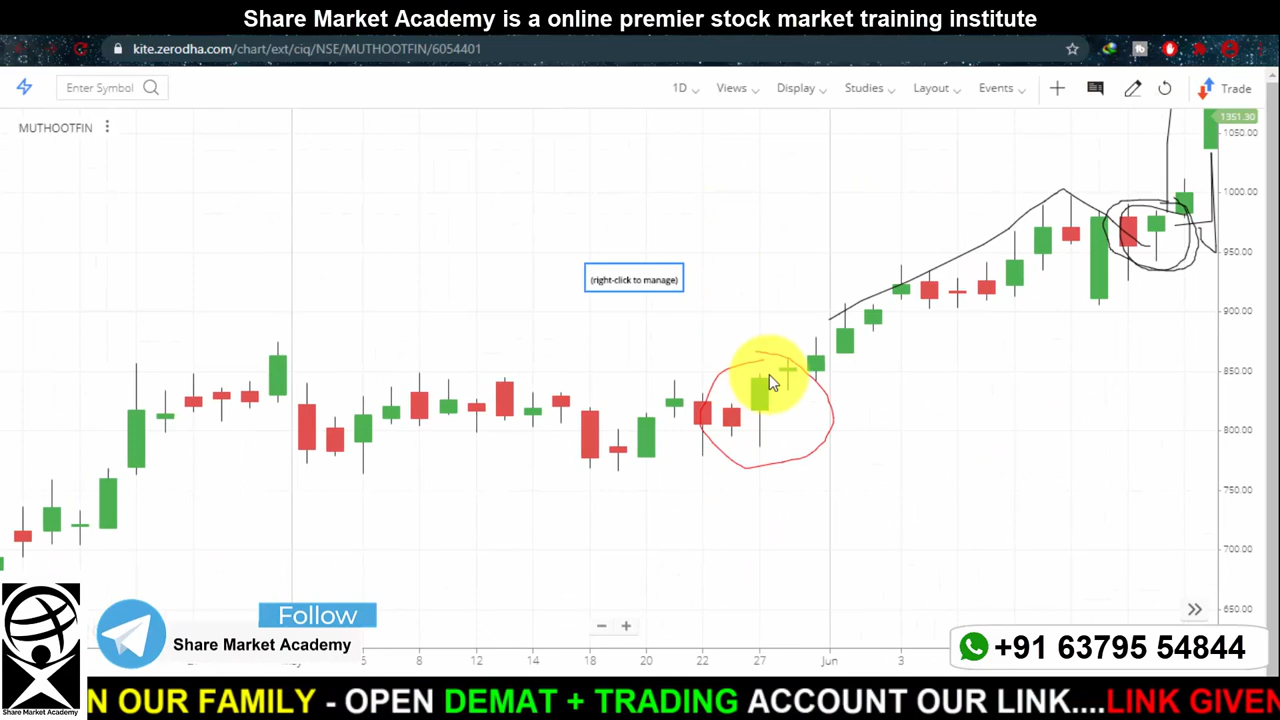 Share Market Academy is a online premier stock market training institute
kite.zerodha.com/chart/ext/ciq/NSE/MUTHOOTFIN/6054401
Enter Symbol
1D Views Display Studies Layout Events Trade
MUTHOOTFIN
1351.30
1050.00
1000.00
950.00
900.00
850.00
800.00
750.00
700.00
650.00
(right-click to manage)
5 8 12 14 18 20 22 27 Jun 3
Follow
Share Market Academy
+91 63795 54844
Share Market Academy
N OUR FAMILY - OPEN DEMAT + TRADING ACCOUNT OUR LINK....LINK GIVEN